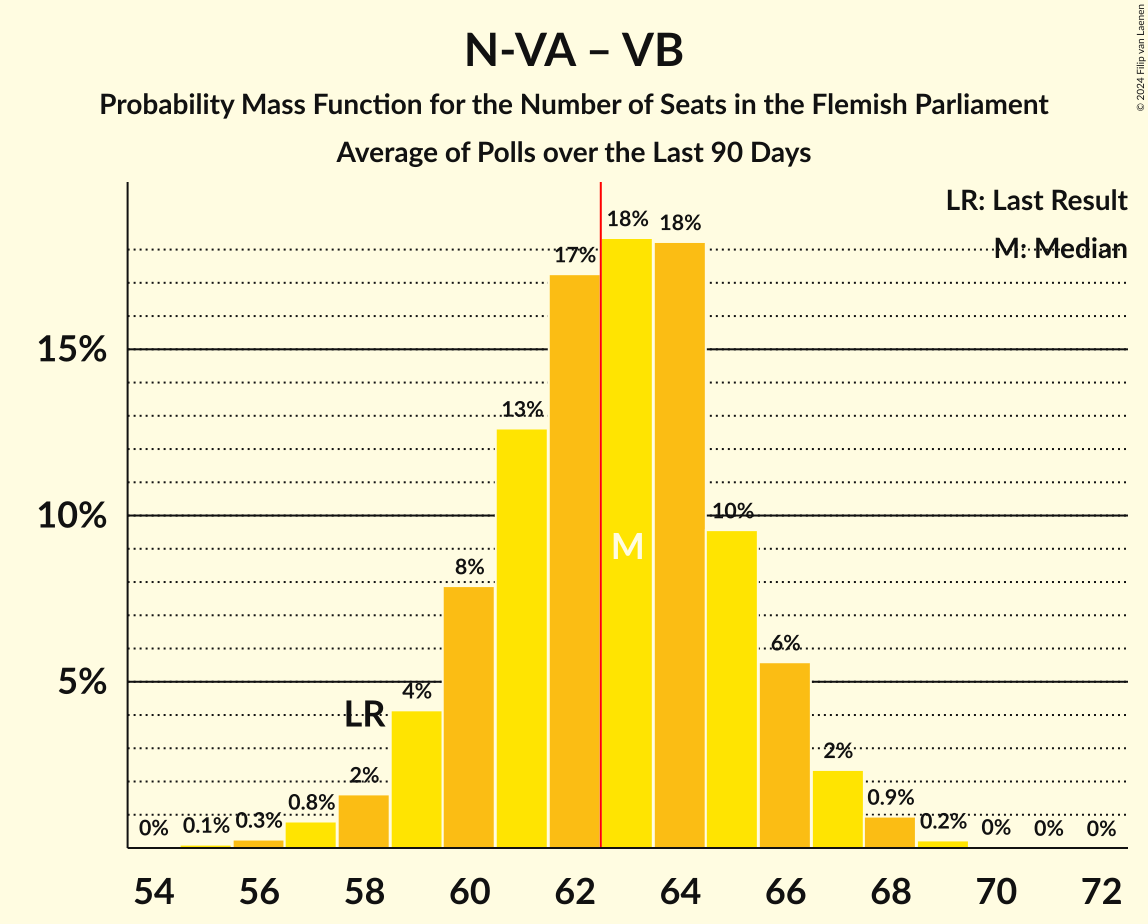 N-VA – VB
Probability Mass Function for the Number of Seats in the Flemish Parliament
Average of Polls over the Last 90 Days
© 2024 Filip van Laenen
LR: Last Result
M: Median
15%
10%
5%
0%
0.1%
0.3%
0.8%
2%
LR
4%
8%
13%
17%
18%
M
18%
10%
6%
2%
0.9%
0.2%
0%
0%
0%
54 56 58 60 62 64 66 68 70 72